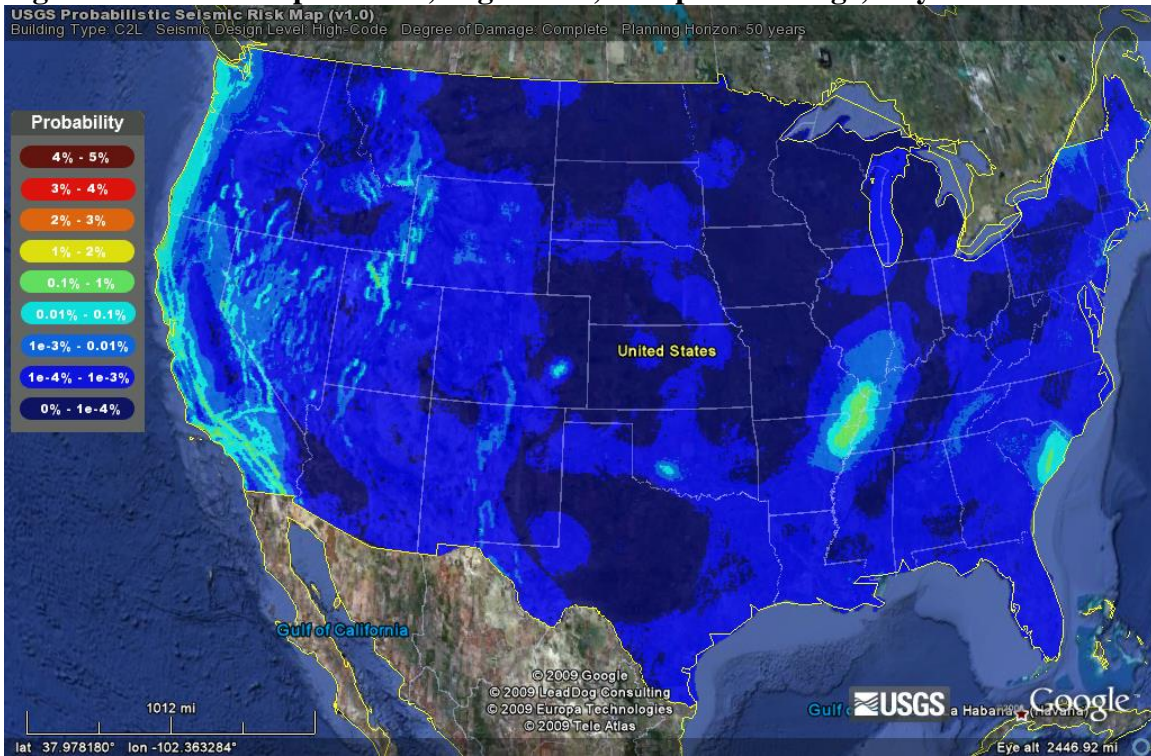 USGS Probabilistic Seismic Risk Map (v1.0)
Building Type: C2L Seismic Design Level: High-Code Degree of Damage: Complete Planning Horizon: 50 years
Probability
4% - 5%
3% - 4%
2% - 3%
1% - 2%
0.1% - 1%
0.01% - 0.1%
1e-3% - 0.01%
1e-4% - 1e-3%
0% - 1e-4%
United States
Gulf of California
© 2009 Google
© 2009 LeadDog Consulting
© 2009 Europa Technologies
© 2009 Tele Atlas
1012 mi
USGS
a Habana (Havana)
Google
lat 37.978180° lon -102.363284°
Eye alt 2446.92 mi